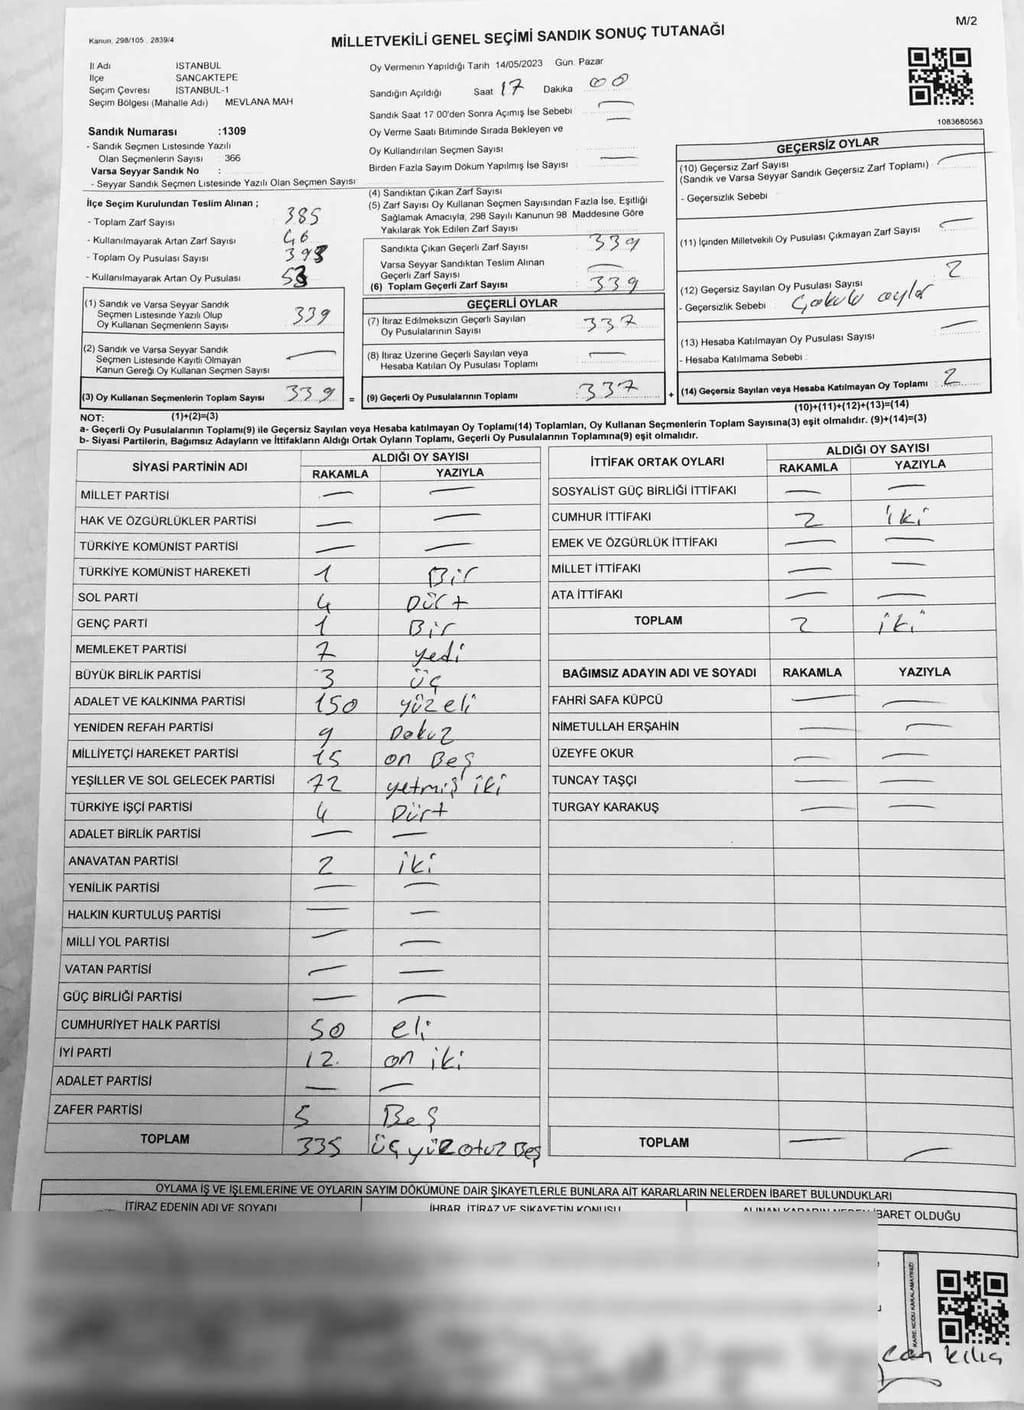 Kanun, 298/105, 2839/4
MİLLETVEKİLİ GENEL SEÇİMİ SANDIK SONUÇ TUTANAĞI
M/2
İl Adı İSTANBUL
İlçe SANCAKTEPE
Seçim Çevresi İSTANBUL-1
Seçim Bölgesi (Mahalle Adı) MEVLANA MAH
Sandık Numarası :1309
- Sandık Seçmen Listesinde Yazılı
Olan Seçmenlerin Sayısı : 366
Varsa Seyyar Sandık No :
- Seyyar Sandık Seçmen Listesinde Yazılı Olan Seçmen Sayısı
İlçe Seçim Kurulundan Teslim Alınan ;
- Toplam Zarf Sayısı 385
- Kullanılmayarak Artan Zarf Sayısı 46
- Toplam Oy Pusulası Sayısı 393
- Kullanılmayarak Artan Oy Pusulası 53
(1) Sandık ve Varsa Seyyar Sandık
Seçmen Listesinde Yazılı Olup
Oy Kullanan Seçmenlerin Sayısı 339
(2) Sandık ve Varsa Seyyar Sandık
Seçmen Listesinde Kayıtlı Olmayan
Kanun Gereği Oy Kullanan Seçmen Sayısı —
(3) Oy Kullanan Seçmenlerin Toplam Sayısı 339 =
Oy Vermenin Yapıldığı Tarih 14/05/2023 Gün Pazar
Sandığın Açıldığı Saat 17 Dakika 00
Sandık Saat 17 00'den Sonra Açımış İse Sebebi —
Oy Verme Saati Bitiminde Sırada Bekleyen ve —
Oy Kullandırılan Seçmen Sayısı
Birden Fazla Sayım Döküm Yapılmış İse Sayısı —
(4) Sandıktan Çıkan Zarf Sayısı
(5) Zarf Sayısı Oy Kullanan Seçmen Sayısından Fazla İse, Eşitliği
Sağlamak Amacıyla, 298 Sayılı Kanunun 98 Maddesine Göre
Yakılarak Yok Edilen Zarf Sayısı
Sandıkta Çıkan Geçerli Zarf Sayısı 339
Varsa Seyyar Sandıktan Teslim Alınan
Geçerli Zarf Sayısı —
(6) Toplam Geçerli Zarf Sayısı 339
GEÇERLİ OYLAR
(7) İtiraz Edilmeksizin Geçerli Sayılan
Oy Pusulalarının Sayısı 337
(8) İtiraz Üzerine Geçerli Sayılan veya
Hesaba Katılan Oy Pusulası Toplamı —
(9) Geçerli Oy Pusulalarının Toplamı 337 +
1083680563
GEÇERSİZ OYLAR
(10) Geçersiz Zarf Sayısı
(Sandık ve Varsa Seyyar Sandık Geçersiz Zarf Toplamı) —
- Geçersizlik Sebebi
(11) İçinden Milletvekili Oy Pusulası Çıkmayan Zarf Sayısı —
(12) Geçersiz Sayılan Oy Pusulası Sayısı 2
- Geçersizlik Sebebi : oylar
(13) Hesaba Katılmayan Oy Pusulası Sayısı —
- Hesaba Katılmama Sebebi :
(14) Geçersiz Sayılan veya Hesaba Katılmayan Oy Toplamı 2
NOT: (1)+(2)=(3) (10)+(11)+(12)+(13)=(14)
a- Geçerli Oy Pusulalarının Toplamı(9) ile Geçersiz Sayılan veya Hesaba katılmayan Oy Toplamı(14) Toplamları, Oy Kullanan Seçmenlerin Toplam Sayısına(3) eşit olmalıdır. (9)+(14)=(3)
b- Siyasi Partilerin, Bağımsız Adayların ve İttifakların Aldığı Ortak Oyların Toplamı, Geçerli Oy Pusulalarının Toplamına(9) eşit olmalıdır.
SİYASİ PARTİNİN ADI ALDIĞI OY SAYISI
RAKAMLA YAZIYLA
MİLLET PARTİSİ — —
HAK VE ÖZGÜRLÜKLER PARTİSİ — —
TÜRKİYE KOMÜNİST PARTİSİ — —
TÜRKİYE KOMÜNİST HAREKETİ 1 Bir
SOL PARTİ 4 Dört
GENÇ PARTİ 1 Bir
MEMLEKET PARTİSİ 7 yedi
BÜYÜK BİRLİK PARTİSİ 3 üç
ADALET VE KALKINMA PARTİSİ 150 yüz eli
YENİDEN REFAH PARTİSİ 9 Dokuz
MİLLİYETÇİ HAREKET PARTİSİ 15 on Beş
YEŞİLLER VE SOL GELECEK PARTİSİ 72 yetmiş iki
TÜRKİYE İŞÇİ PARTİSİ 4 Dört
ADALET BİRLİK PARTİSİ — —
ANAVATAN PARTİSİ 2 iki
YENİLİK PARTİSİ — —
HALKIN KURTULUŞ PARTİSİ — —
MİLLİ YOL PARTİSİ — —
VATAN PARTİSİ — —
GÜÇ BİRLİĞİ PARTİSİ — —
CUMHURİYET HALK PARTİSİ 50 eli
İYİ PARTİ 12 on iki
ADALET PARTİSİ — —
ZAFER PARTİSİ 5 Beş
TOPLAM 335 üç yüz otuz Beş
İTTİFAK ORTAK OYLARI ALDIĞI OY SAYISI
RAKAMLA YAZIYLA
SOSYALİST GÜÇ BİRLİĞİ İTTİFAKI — —
CUMHUR İTTİFAKI 2 iki
EMEK VE ÖZGÜRLÜK İTTİFAKI — —
MİLLET İTTİFAKI — —
ATA İTTİFAKI — —
TOPLAM 2 iki
BAĞIMSIZ ADAYIN ADI VE SOYADI RAKAMLA YAZIYLA
FAHRİ SAFA KÜPCÜ — —
NİMETULLAH ERŞAHİN — —
ÜZEYFE OKUR — —
TUNCAY TAŞÇI — —
TURGAY KARAKUŞ — —
TOPLAM — —
OYLAMA İŞ VE İŞLEMLERİNE VE OYLARIN SAYIM DÖKÜMÜNE DAİR ŞİKAYETLERLE BUNLARA AİT KARARLARIN NELERDEN İBARET BULUNDUKLARI
İTİRAZ EDENİN ADI VE SOYADI İHBAR, İTİRAZ VE ŞİKAYETİN KONUSU ALINAN KARARIN NEDEN İBARET OLDUĞU
KARE KODU KARALAMAYINIZ!
can kılıç